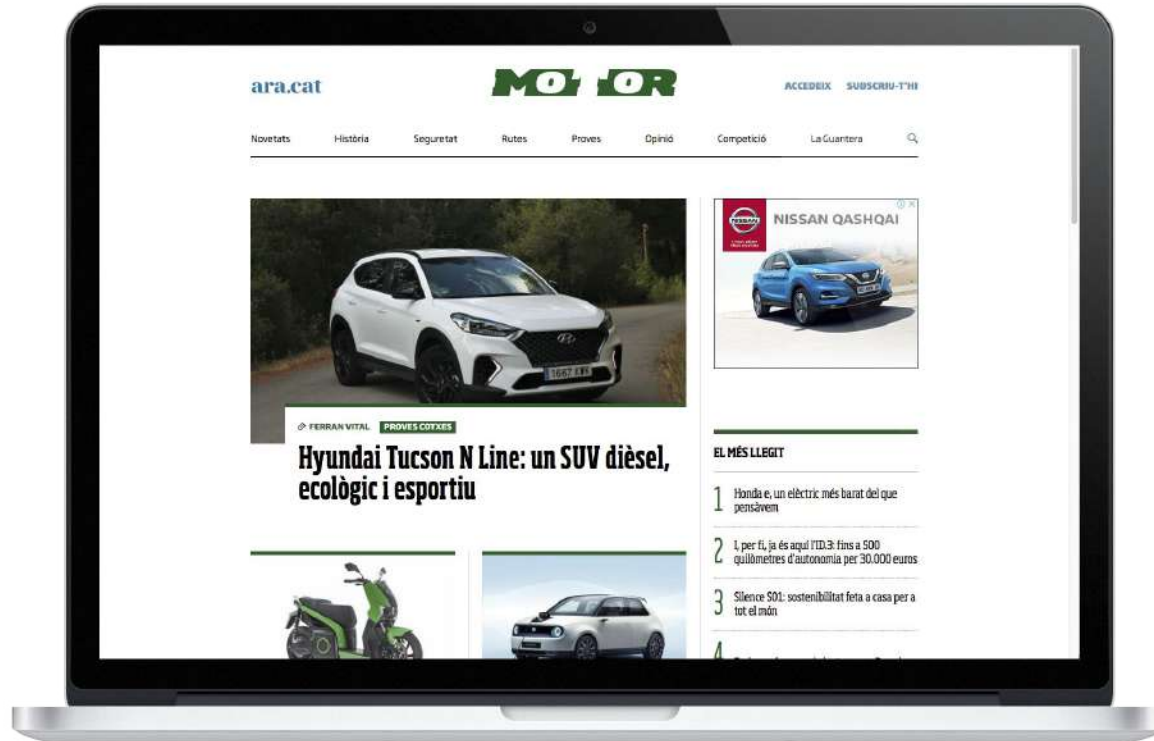 ara.cat
MOTOR
ACCEDEIX SUBSCRIU-T'HI
Novetats Història Seguretat Rutes Proves Opinió Competició La Guantera
NISSAN
NISSAN QASHQAI
1667
FERRAN VITAL PROVES COTXES
Hyundai Tucson N Line: un SUV dièsel,
ecològic i esportiu
EL MÉS LLEGIT
1 Honda e, un elèctric més barat del que
pensàvem
2 I, per fi, ja és aquí l'ID.3: fins a 500
quilòmetres d'autonomia per 30.000 euros
3 Silence S01: sostenibilitat feta a casa per a
tot el món
4